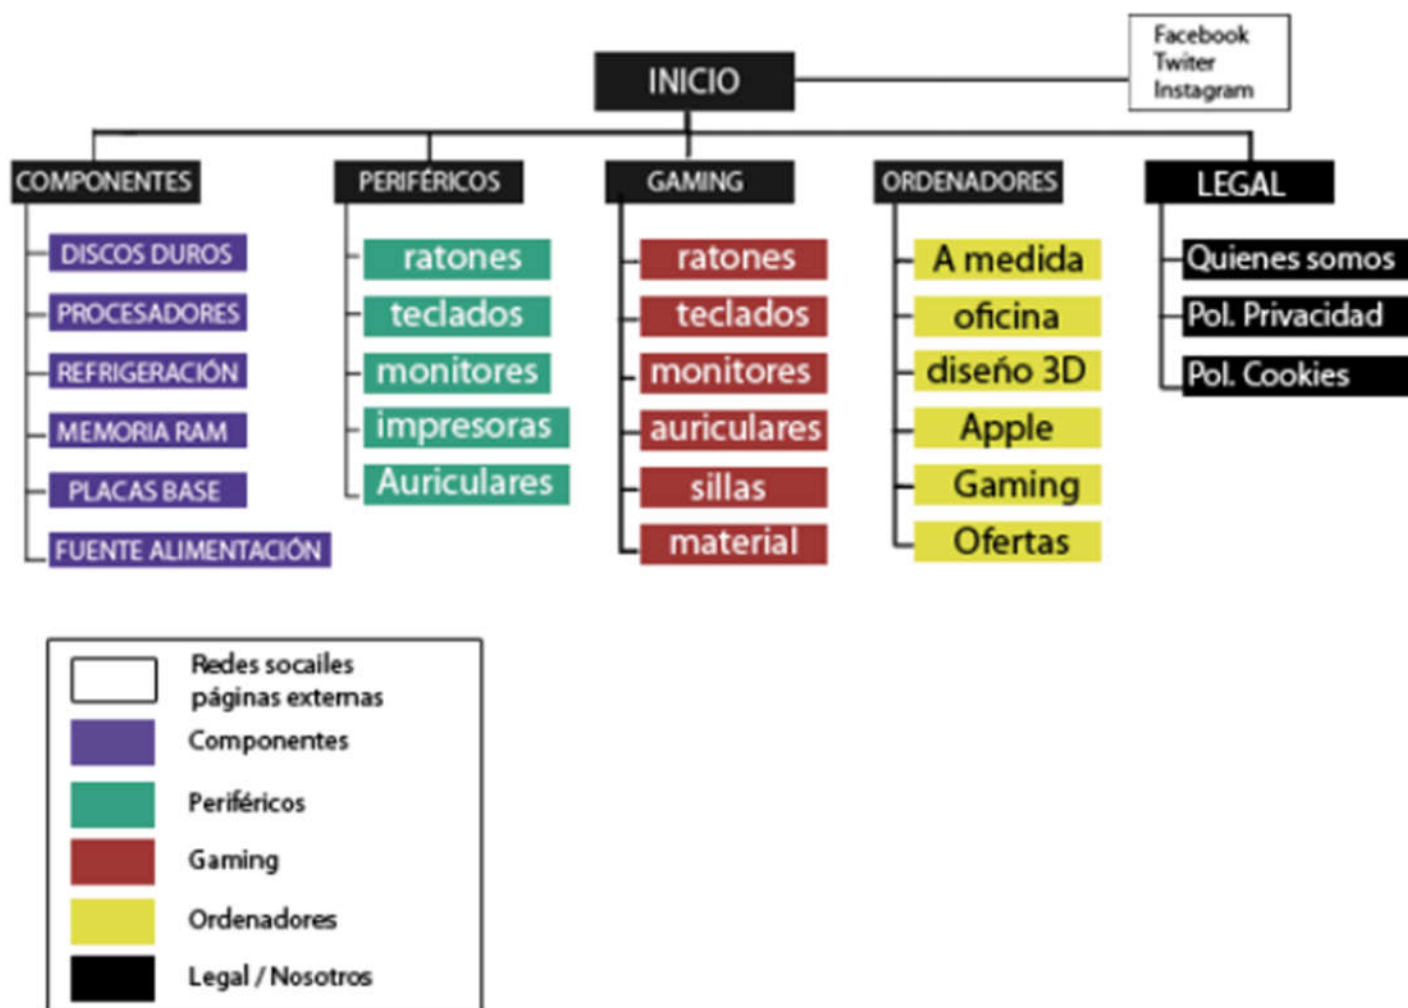 Facebook
Twiter
Instagram
INICIO
COMPONENTES
PERIFÉRICOS
GAMING
ORDENADORES
LEGAL
DISCOS DUROS
PROCESADORES
REFRIGERACIÓN
MEMORIA RAM
PLACAS BASE
FUENTE ALIMENTACIÓN
ratones
teclados
monitores
impresoras
Auriculares
ratones
teclados
monitores
auriculares
sillas
material
A medida
oficina
diseño 3D
Apple
Gaming
Ofertas
Quienes somos
Pol. Privacidad
Pol. Cookies
Redes socailes
páginas externas
Componentes
Periféricos
Gaming
Ordenadores
Legal / Nosotros